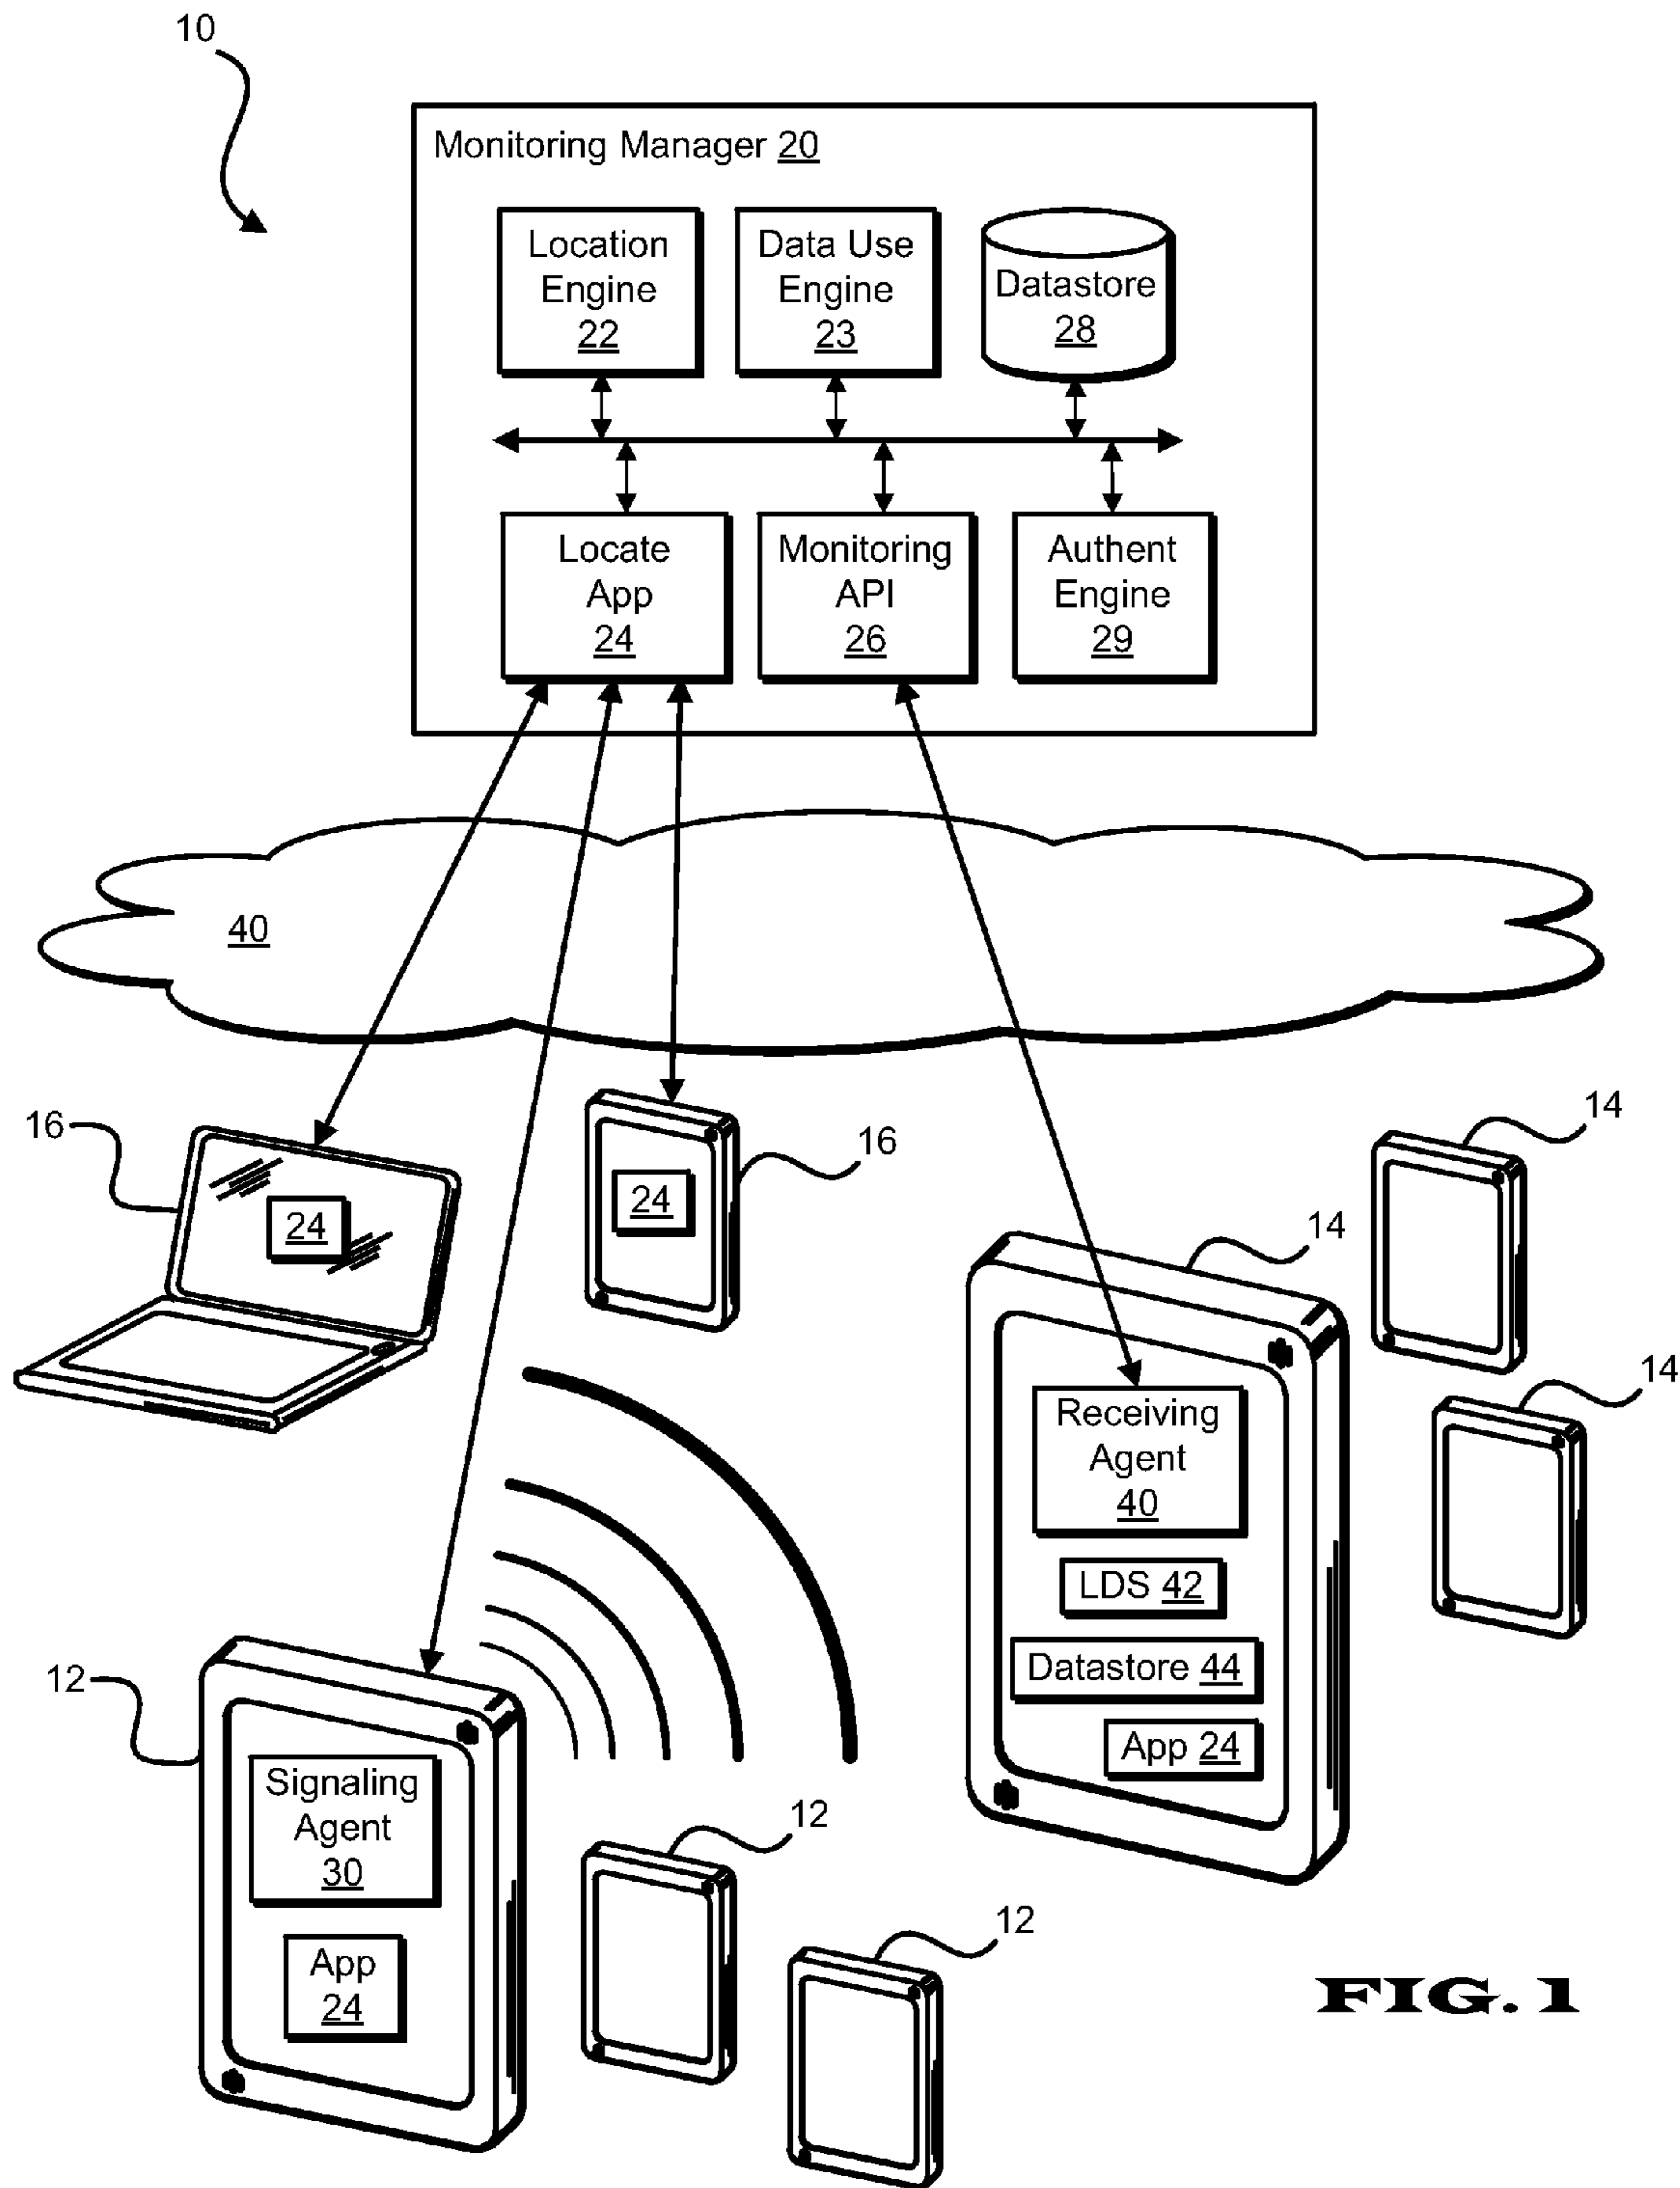 10
Monitoring Manager 20
Location
Engine
22
Data Use
Engine
23
Datastore
28
Locate
App
24
Monitoring
API
26
Authent
Engine
29
40
16
24
24
16
14
14
14
Receiving
Agent
40
LDS 42
Datastore 44
App 24
12
Signaling
Agent
30
App
24
12
12
FIG. 1